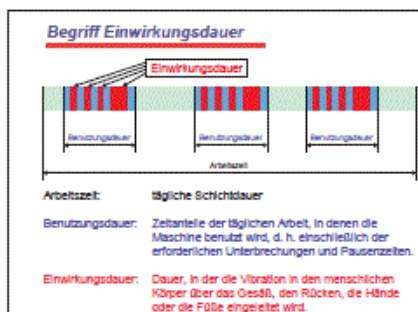 Begriff Einwirkungsdauer
Einwirkungsdauer
Benutzungsdauer Benutzungsdauer Benutzungsdauer
Arbeitszeit
Arbeitszeit: tägliche Schichtdauer
Benutzungsdauer: Zeitanteile der täglichen Arbeit, in denen die
Maschine benutzt wird, d. h. einschließlich der
erforderlichen Unterbrechungen und Pausenzeiten.
Einwirkungsdauer: Dauer, in der die Vibration in den menschlichen
Körper über das Gesäß, den Rücken, die Hände
oder die Füße eingeleitet wird.